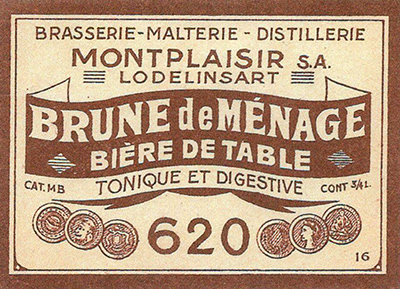 BRASSERIE-MALTERIE - DISTILLERIE
MONTPLAISIR S.A.
LODELINSART
BRUNE de MÉNAGE
BIÈRE DE TABLE
CAT. MB TONIQUE ET DIGESTIVE CONT 3/4 L.
620
16